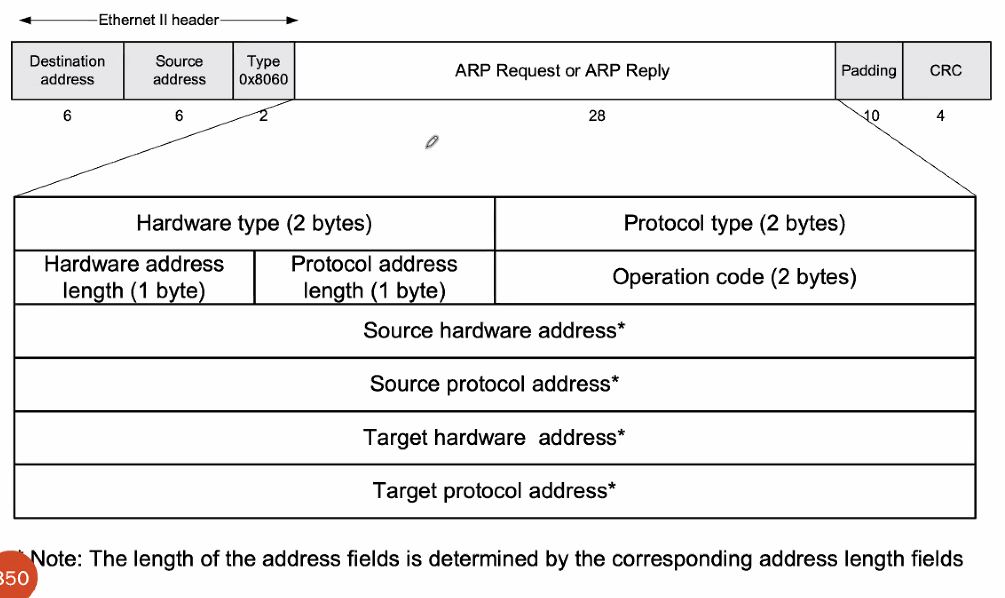 Ethernet II header
Destination address
Source address
Type 0x8060
ARP Request or ARP Reply
Padding
CRC
6
6
2
28
10
4
Hardware type (2 bytes)
Protocol type (2 bytes)
Hardware address
length (1 byte)
Protocol address
length (1 byte)
Operation code (2 bytes)
Source hardware address*
Source protocol address*
Target hardware address*
Target protocol address*
* Note: The length of the address fields is determined by the corresponding address length fields
350